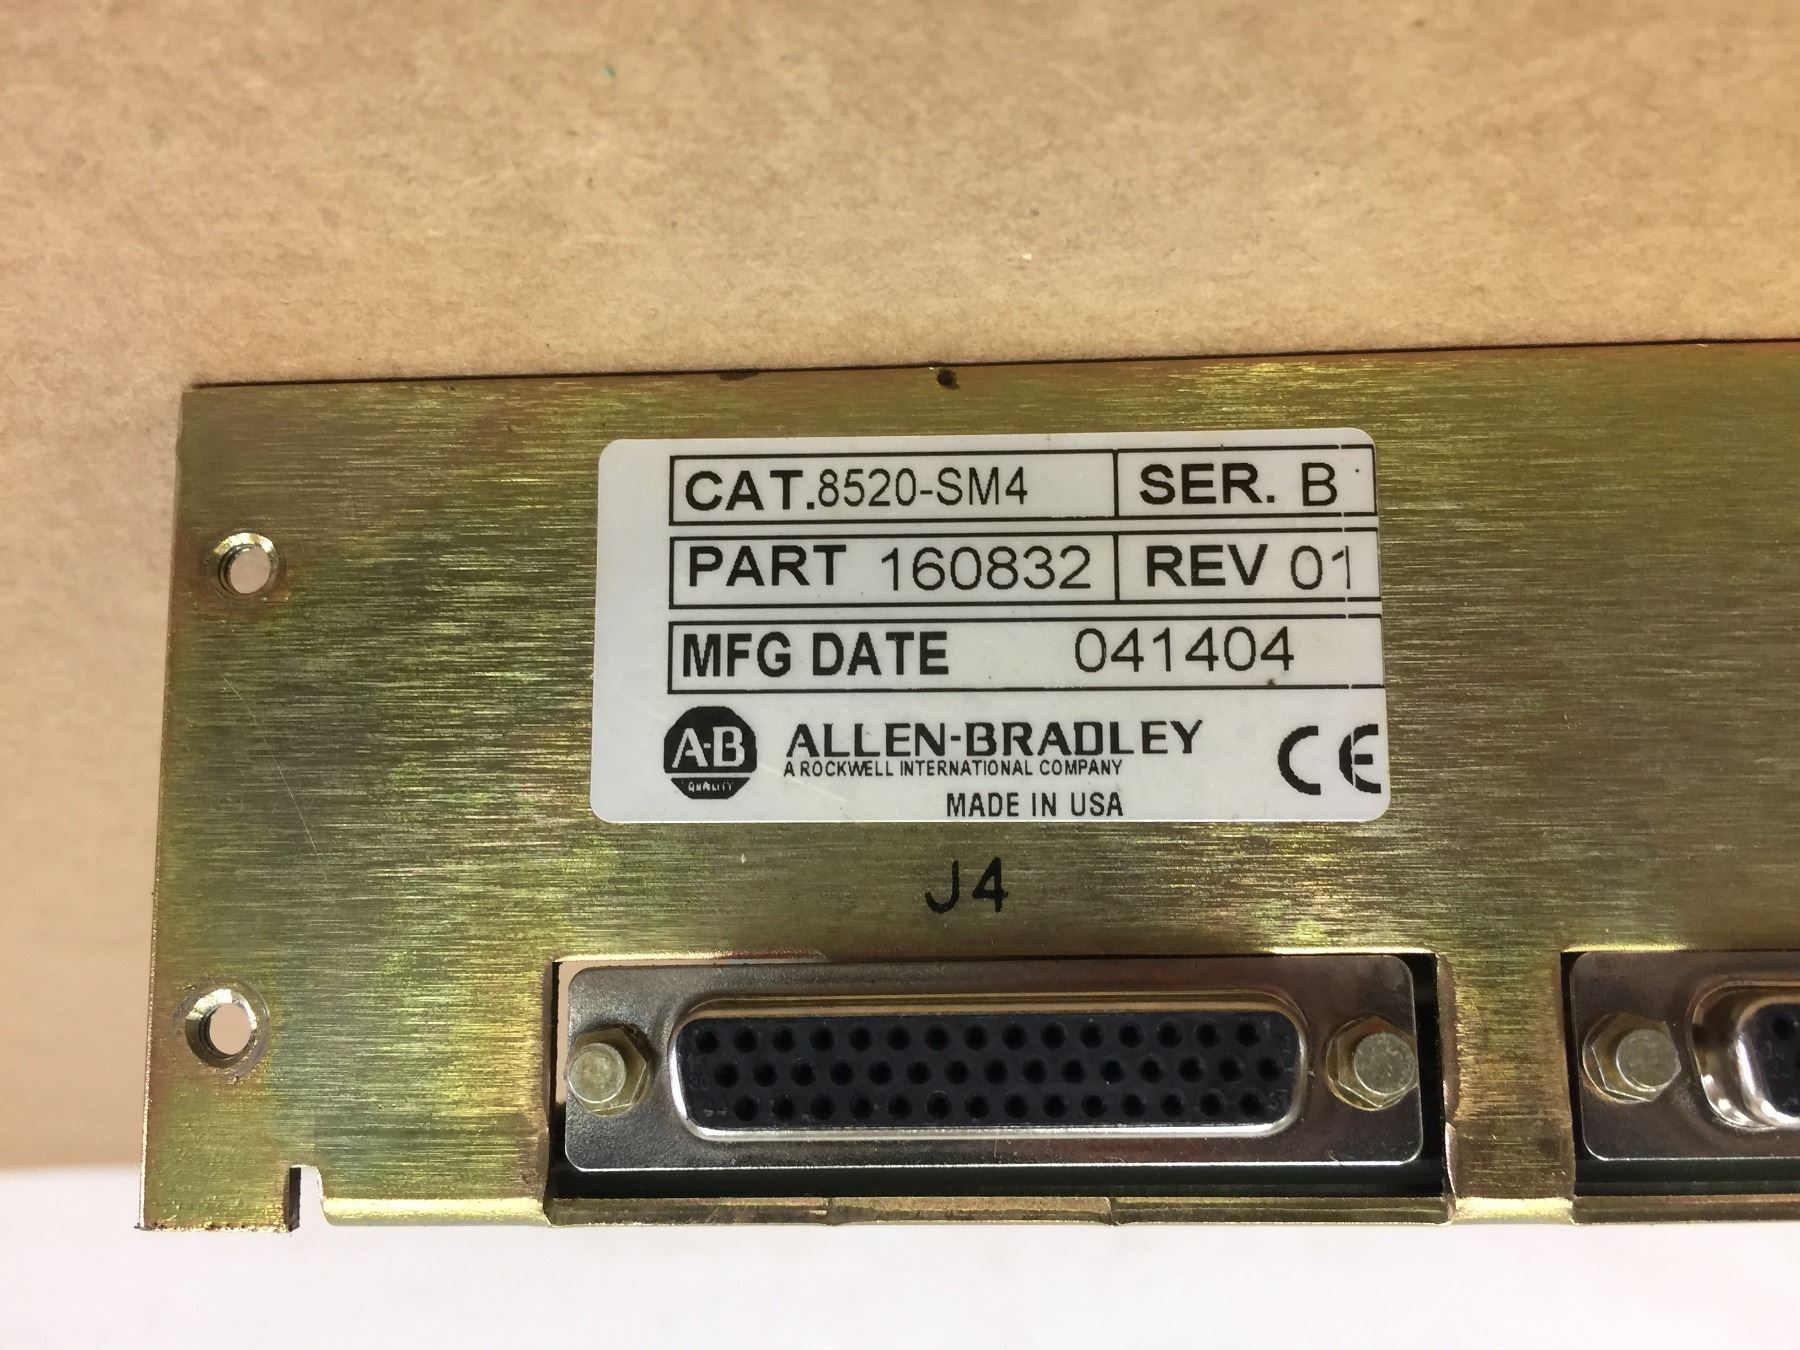 CAT. 8520-SM4 SER. B
PART 160832 REV 01
MFG DATE 041404
A-B
QUALITY
ALLEN-BRADLEY
A ROCKWELL INTERNATIONAL COMPANY
MADE IN USA
CE
J4